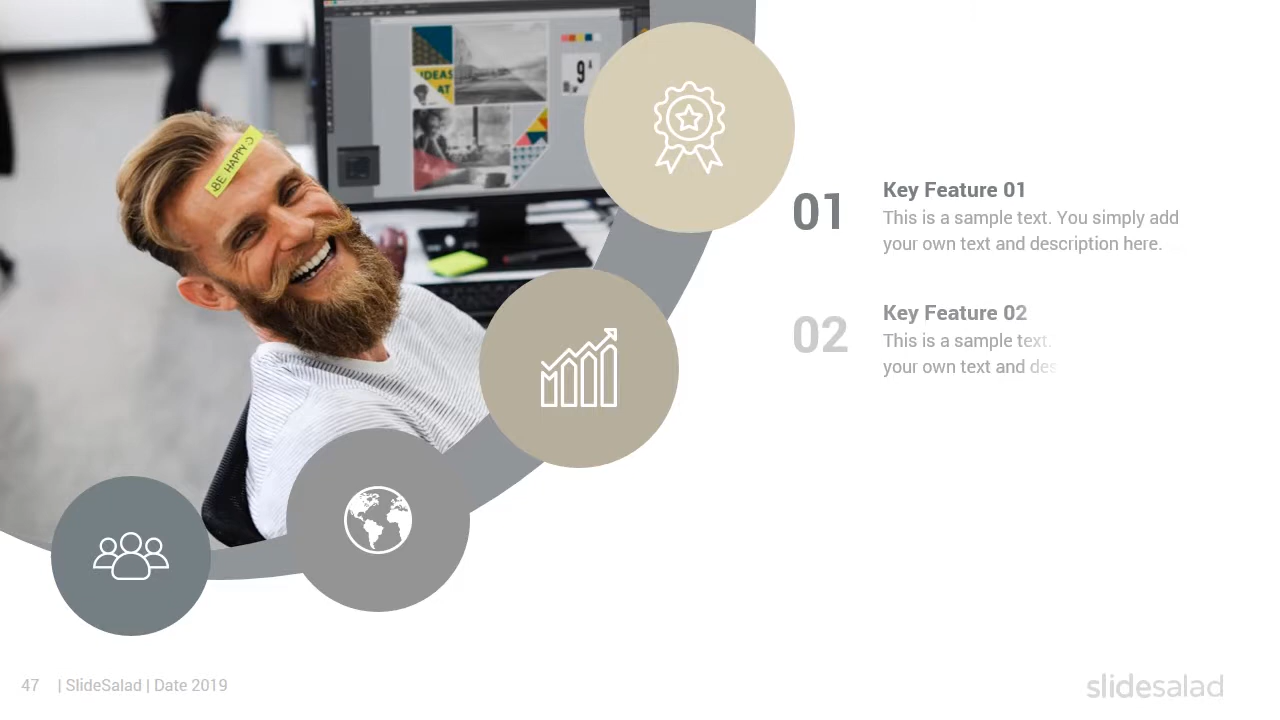 IDEAS
AT
9
BE HAPPY
01
Key Feature 01
This is a sample text. You simply add
your own text and description here.
02
Key Feature 02
This is a sample text.
your own text and des
47 | SlideSalad | Date 2019
slidesalad